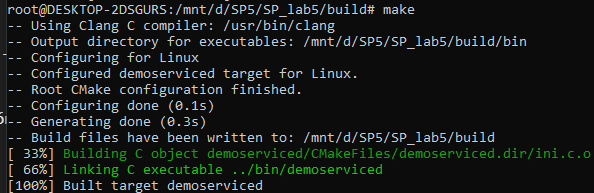 root@DESKTOP-2DSGURS:/mnt/d/SP5/SP_lab5/build# make
-- Using Clang C compiler: /usr/bin/clang
-- Output directory for executables: /mnt/d/SP5/SP_lab5/build/bin
-- Configuring for Linux
-- Configured demoserviced target for Linux.
-- Root CMake configuration finished.
-- Configuring done (0.1s)
-- Generating done (0.3s)
-- Build files have been written to: /mnt/d/SP5/SP_lab5/build
[ 33%] Building C object demoserviced/CMakeFiles/demoserviced.dir/ini.c.o
[ 66%] Linking C executable ../bin/demoserviced
[100%] Built target demoserviced